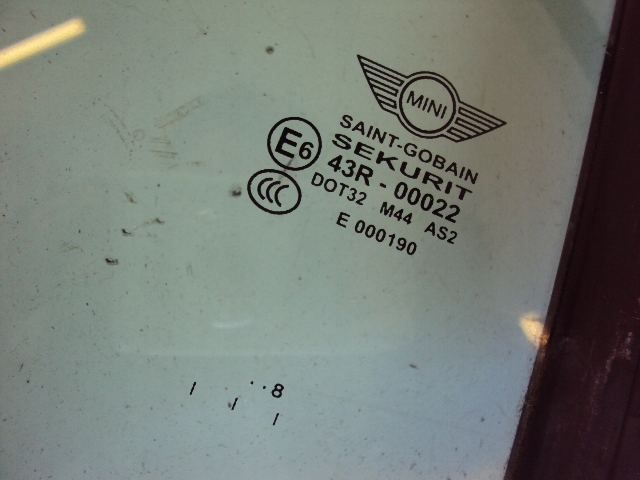 MINI
SAINT-GOBAIN
SEKURIT
E6
43R - 00022
DOT32 M44 AS2
E 000190
..8